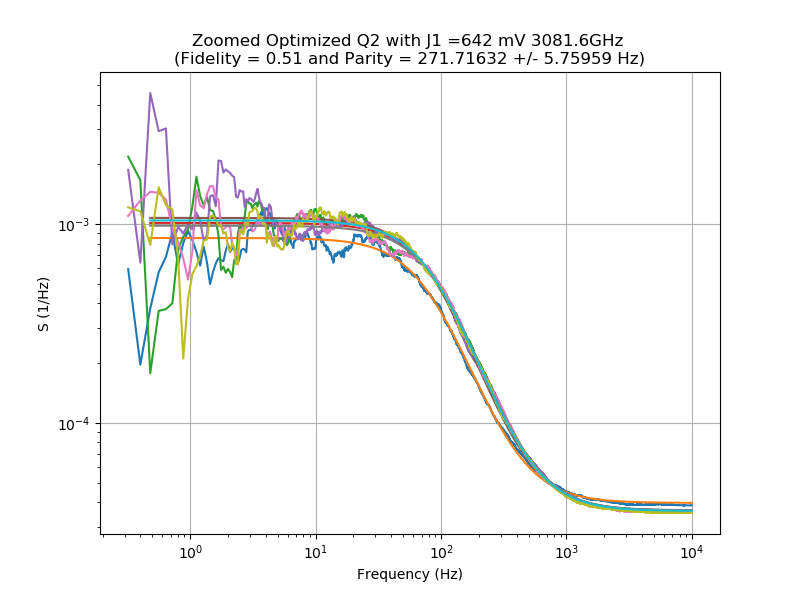 Zoomed Optimized Q2 with J1 =642 mV 3081.6GHz
(Fidelity = 0.51 and Parity = 271.71632 +/- 5.75959 Hz)
10⁻³
10⁻⁴
S (1/Hz)
10⁰ 10¹ 10² 10³ 10⁴
Frequency (Hz)